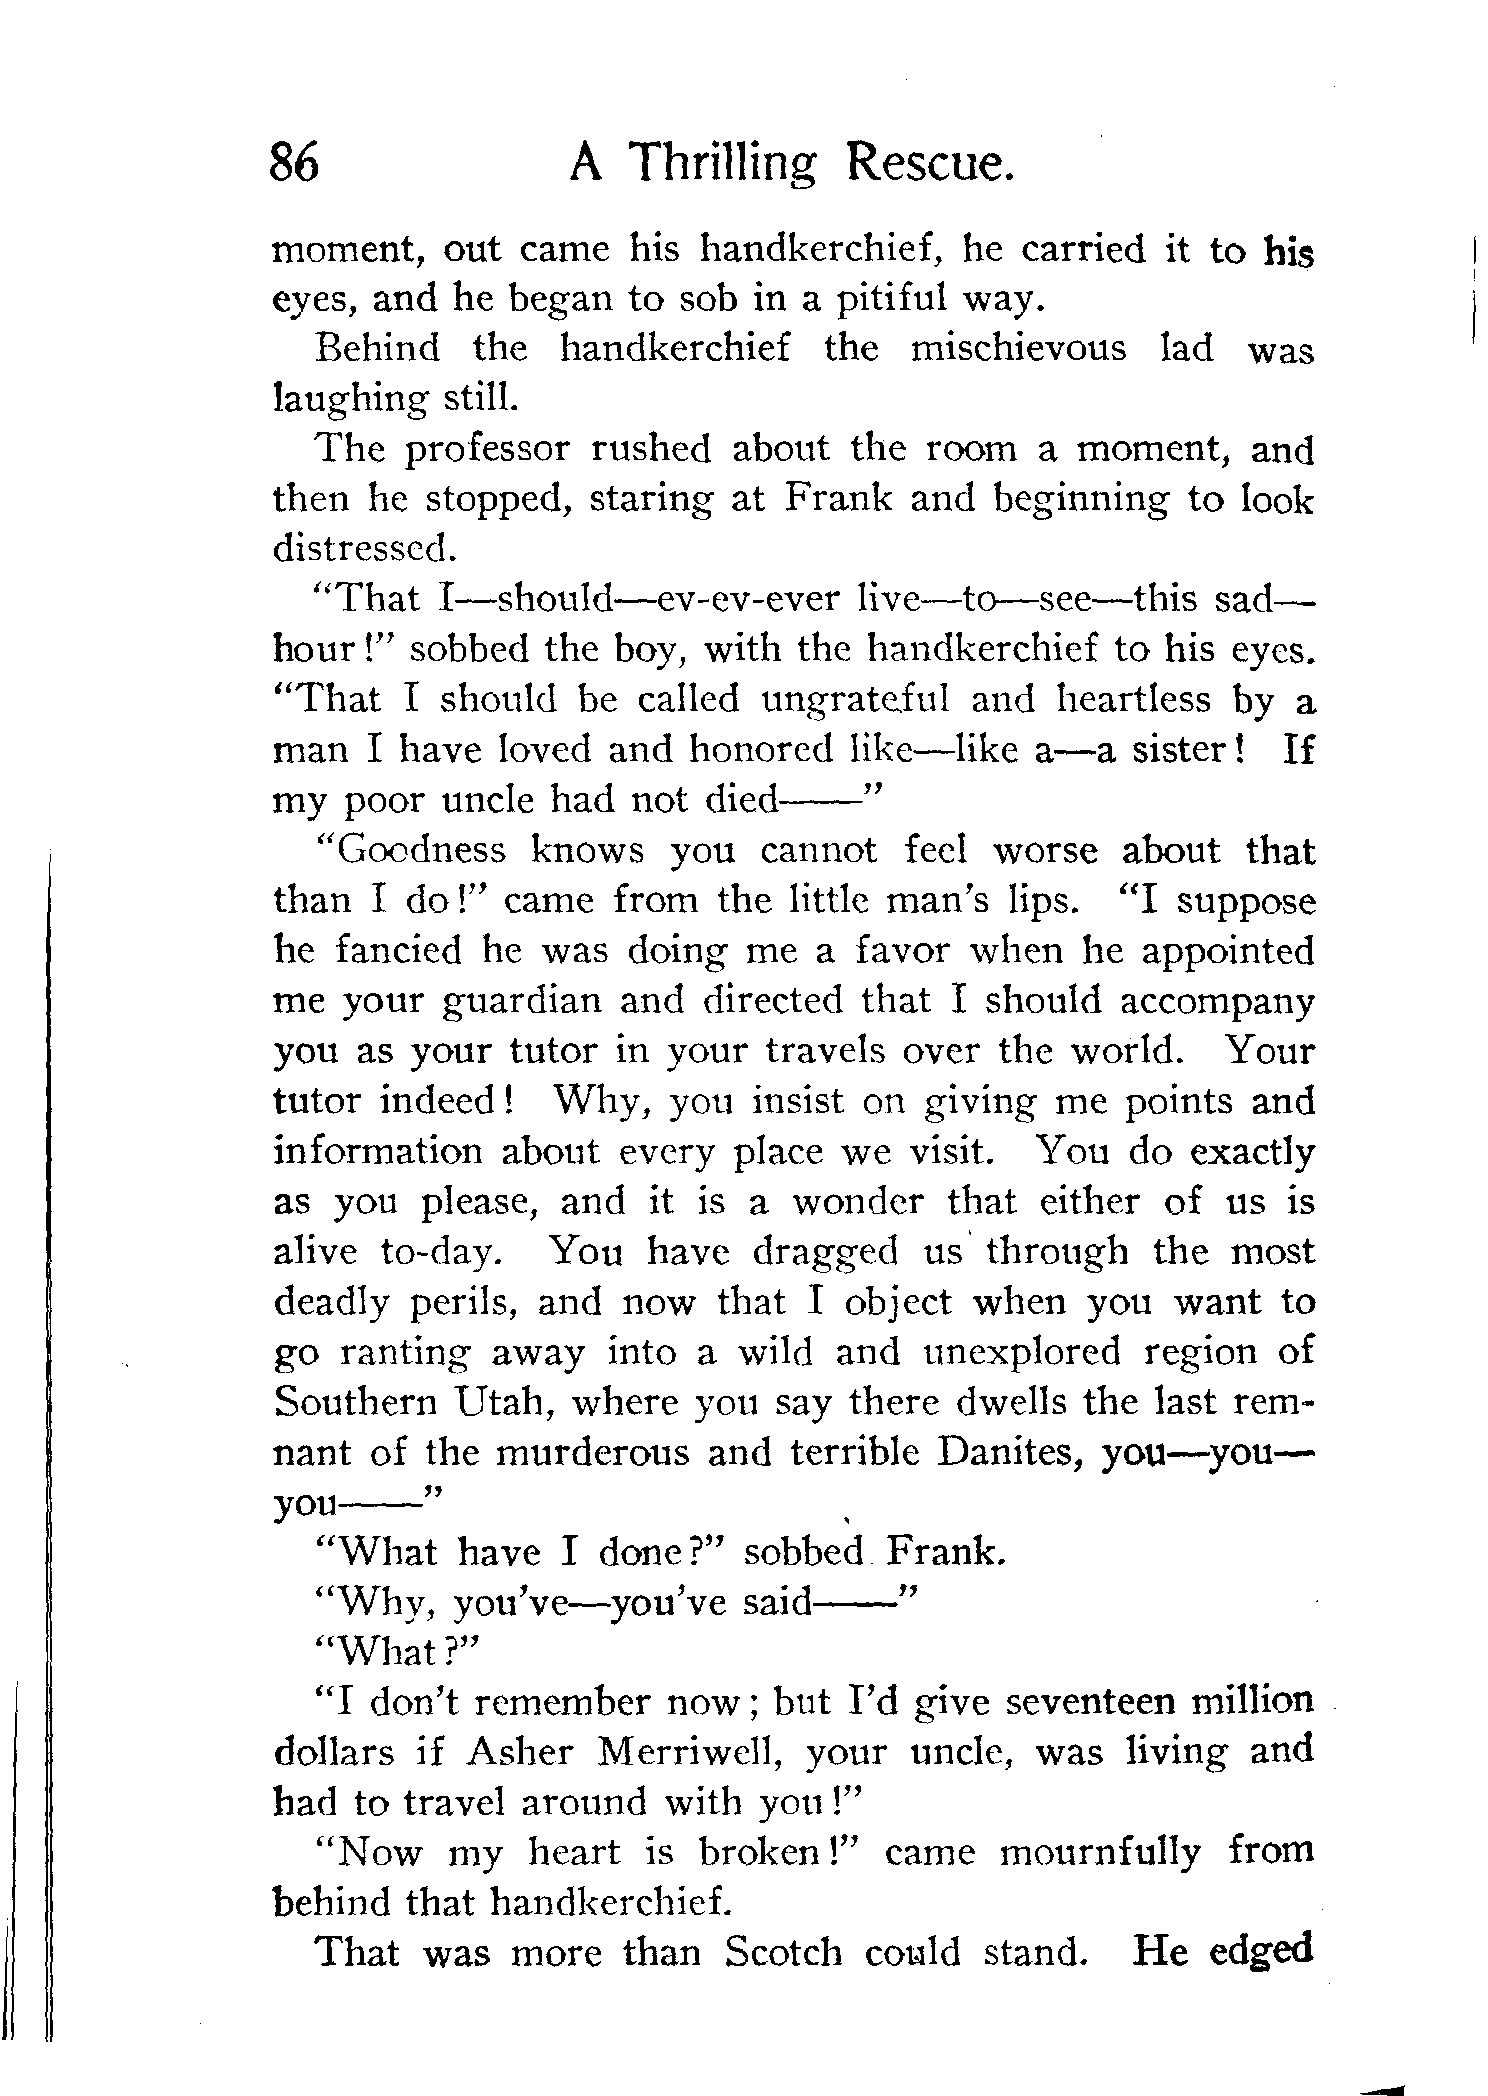 86 A Thrilling Rescue.
moment, out came his handkerchief, he carried it to his
eyes, and he began to sob in a pitiful way.
Behind the handkerchief the mischievous lad was
laughing still.
The professor rushed about the room a moment, and
then he stopped, staring at Frank and beginning to look
distressed.
“That I—should—ev-ev-ever live—to—see—this sad—
hour!” sobbed the boy, with the handkerchief to his eyes.
“That I should be called ungrateful and heartless by a
man I have loved and honored like—like a—a sister! If
my poor uncle had not died——”
“Goodness knows you cannot feel worse about that
than I do!” came from the little man's lips. “I suppose
he fancied he was doing me a favor when he appointed
me your guardian and directed that I should accompany
you as your tutor in your travels over the world. Your
tutor indeed! Why, you insist on giving me points and
information about every place we visit. You do exactly
as you please, and it is a wonder that either of us is
alive to-day. You have dragged us through the most
deadly perils, and now that I object when you want to
go ranting away into a wild and unexplored region of
Southern Utah, where you say there dwells the last rem-
nant of the murderous and terrible Danites, you—you—
you——”
“What have I done?” sobbed Frank.
“Why, you've—you've said——”
“What?”
“I don't remember now; but I'd give seventeen million
dollars if Asher Merriwell, your uncle, was living and
had to travel around with you!”
“Now my heart is broken!” came mournfully from
behind that handkerchief.
That was more than Scotch could stand. He edged